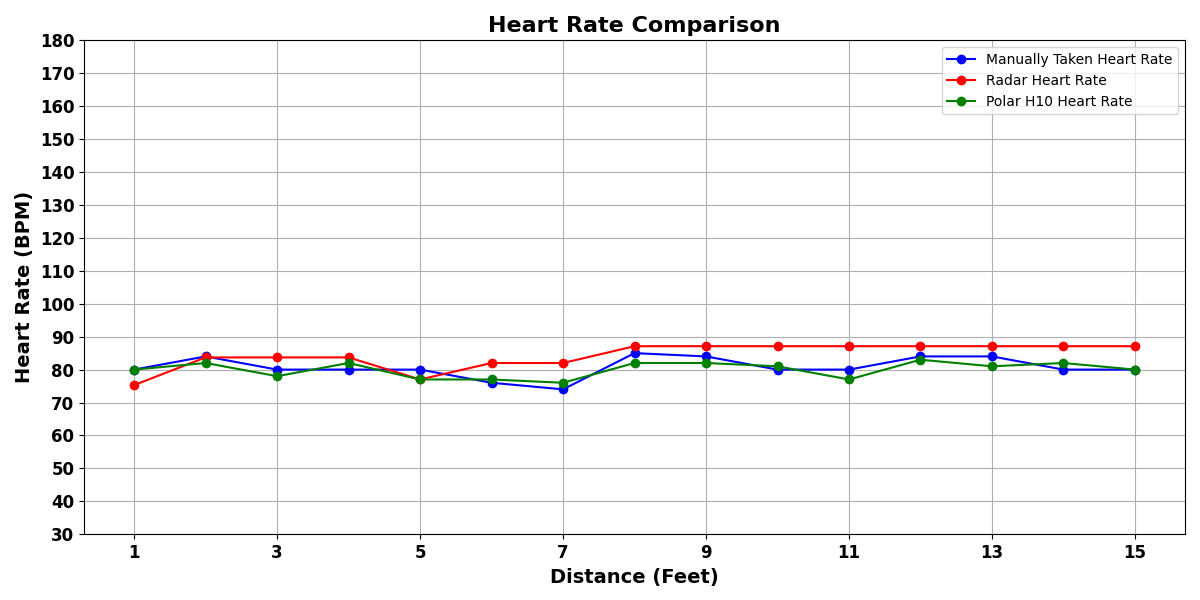 Heart Rate Comparison
Manually Taken Heart Rate
Radar Heart Rate
Polar H10 Heart Rate
Heart Rate (BPM)
180
170
160
150
140
130
120
110
100
90
80
70
60
50
40
30
1 3 5 7 9 11 13 15
Distance (Feet)